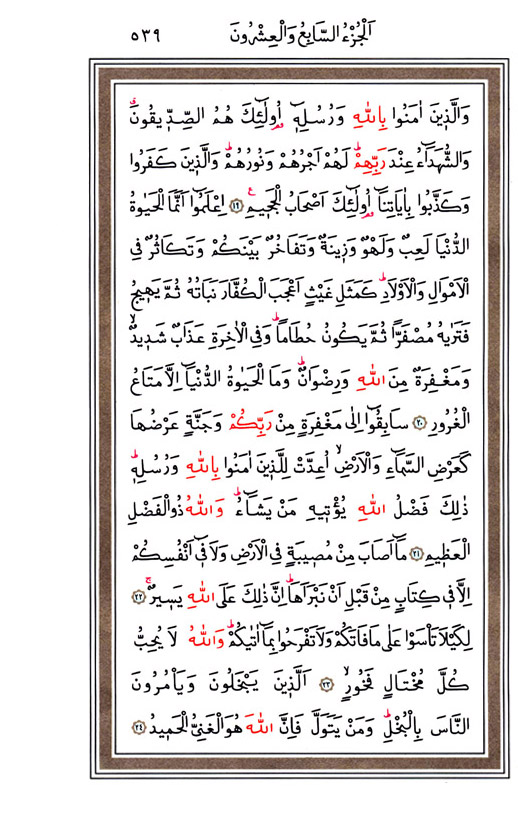 اَلْجُزْءُ السَّابِعُ وَالْعِشْرُونَ ٥٣٩
وَالَّذ۪ينَ اٰمَنُوا بِاللّٰهِ وَرُسُلِه۪ٓ اُو۬لٰٓئِكَ هُمُ الصِّدّ۪يقُونَۗ
وَالشُّهَدَٓاءُ عِنْدَ رَبِّهِمْۜ لَهُمْ اَجْرُهُمْ وَنُورُهُمْۜ وَالَّذ۪ينَ كَفَرُوا
وَكَذَّبُوا بِاٰيَاتِنَٓا اُو۬لٰٓئِكَ اَصْحَابُ الْجَح۪يمِ۟ ﴿١٩﴾ اِعْلَمُٓوا اَنَّمَا الْحَيٰوةُ
الدُّنْيَا لَعِبٌ وَلَهْوٌ وَز۪ينَةٌ وَتَفَاخُرٌ بَيْنَكُمْ وَتَكَاثُرٌ فِي
الْاَمْوَالِ وَالْاَوْلَادِۜ كَمَثَلِ غَيْثٍ اَعْجَبَ الْكُفَّارَ نَبَاتُهُ ثُمَّ يَه۪يجُ
فَتَرٰيهُ مُصْفَرًّا ثُمَّ يَكُونُ حُطَامًاۜ وَفِي الْاٰخِرَةِ عَذَابٌ شَد۪يدٌۙ
وَمَغْفِرَةٌ مِنَ اللّٰهِ وَرِضْوَانٌۜ وَمَا الْحَيٰوةُ الدُّنْيَٓا اِلَّا مَتَاعُ
الْغُرُورِ ﴿٢٠﴾ سَابِقُٓوا اِلٰى مَغْفِرَةٍ مِنْ رَبِّكُمْ وَجَنَّةٍ عَرْضُهَا
كَعَرْضِ السَّمَٓاءِ وَالْاَرْضِۙ اُعِدَّتْ لِلَّذ۪ينَ اٰمَنُوا بِاللّٰهِ وَرُسُلِه۪ۜ
ذٰلِكَ فَضْلُ اللّٰهِ يُؤْت۪يهِ مَنْ يَشَٓاءُۜ وَاللّٰهُ ذُو الْفَضْلِ
الْعَظ۪يمِ ﴿٢١﴾ مَٓا اَصَابَ مِنْ مُص۪يبَةٍ فِي الْاَرْضِ وَلَا ف۪ٓي اَنْفُسِكُمْ
اِلَّا ف۪ي كِتَابٍ مِنْ قَبْلِ اَنْ نَبْرَاَهَاۜ اِنَّ ذٰلِكَ عَلَى اللّٰهِ يَس۪يرٌۚ ﴿٢٢﴾
لِكَيْلَا تَاْسَوْا عَلٰى مَا فَاتَكُمْ وَلَا تَفْرَحُوا بِمَٓا اٰتٰيكُمْۜ وَاللّٰهُ لَا يُحِبُّ
كُلَّ مُخْتَالٍ فَخُورٍۙ ﴿٢٣﴾ اَلَّذ۪ينَ يَبْخَلُونَ وَيَاْمُرُونَ
النَّاسَ بِالْبُخْلِۜ وَمَنْ يَتَوَلَّ فَاِنَّ اللّٰهَ هُوَ الْغَنِيُّ الْحَم۪يدُ ﴿٢٤﴾